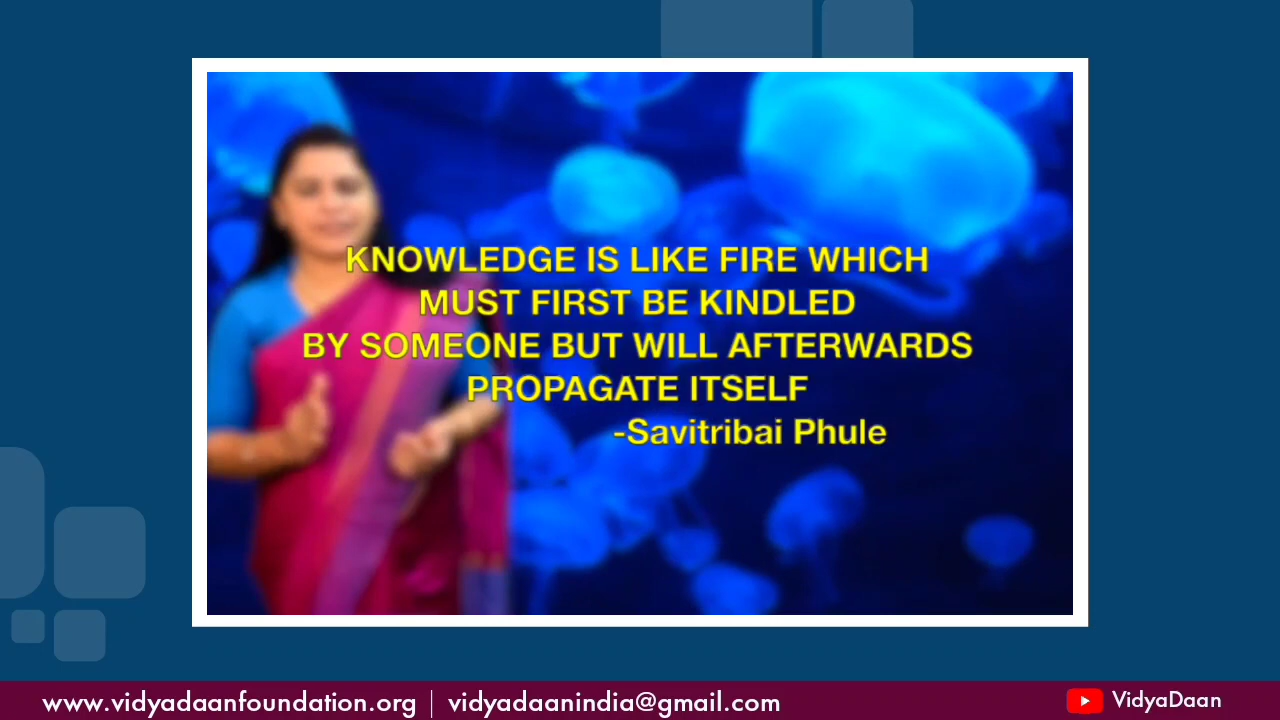 KNOWLEDGE IS LIKE FIRE WHICH
MUST FIRST BE KINDLED
BY SOMEONE BUT WILL AFTERWARDS
PROPAGATE ITSELF
-Savitribai Phule
www.vidyadaanfoundation.org | vidyadaanindia@gmail.com
VidyaDaan